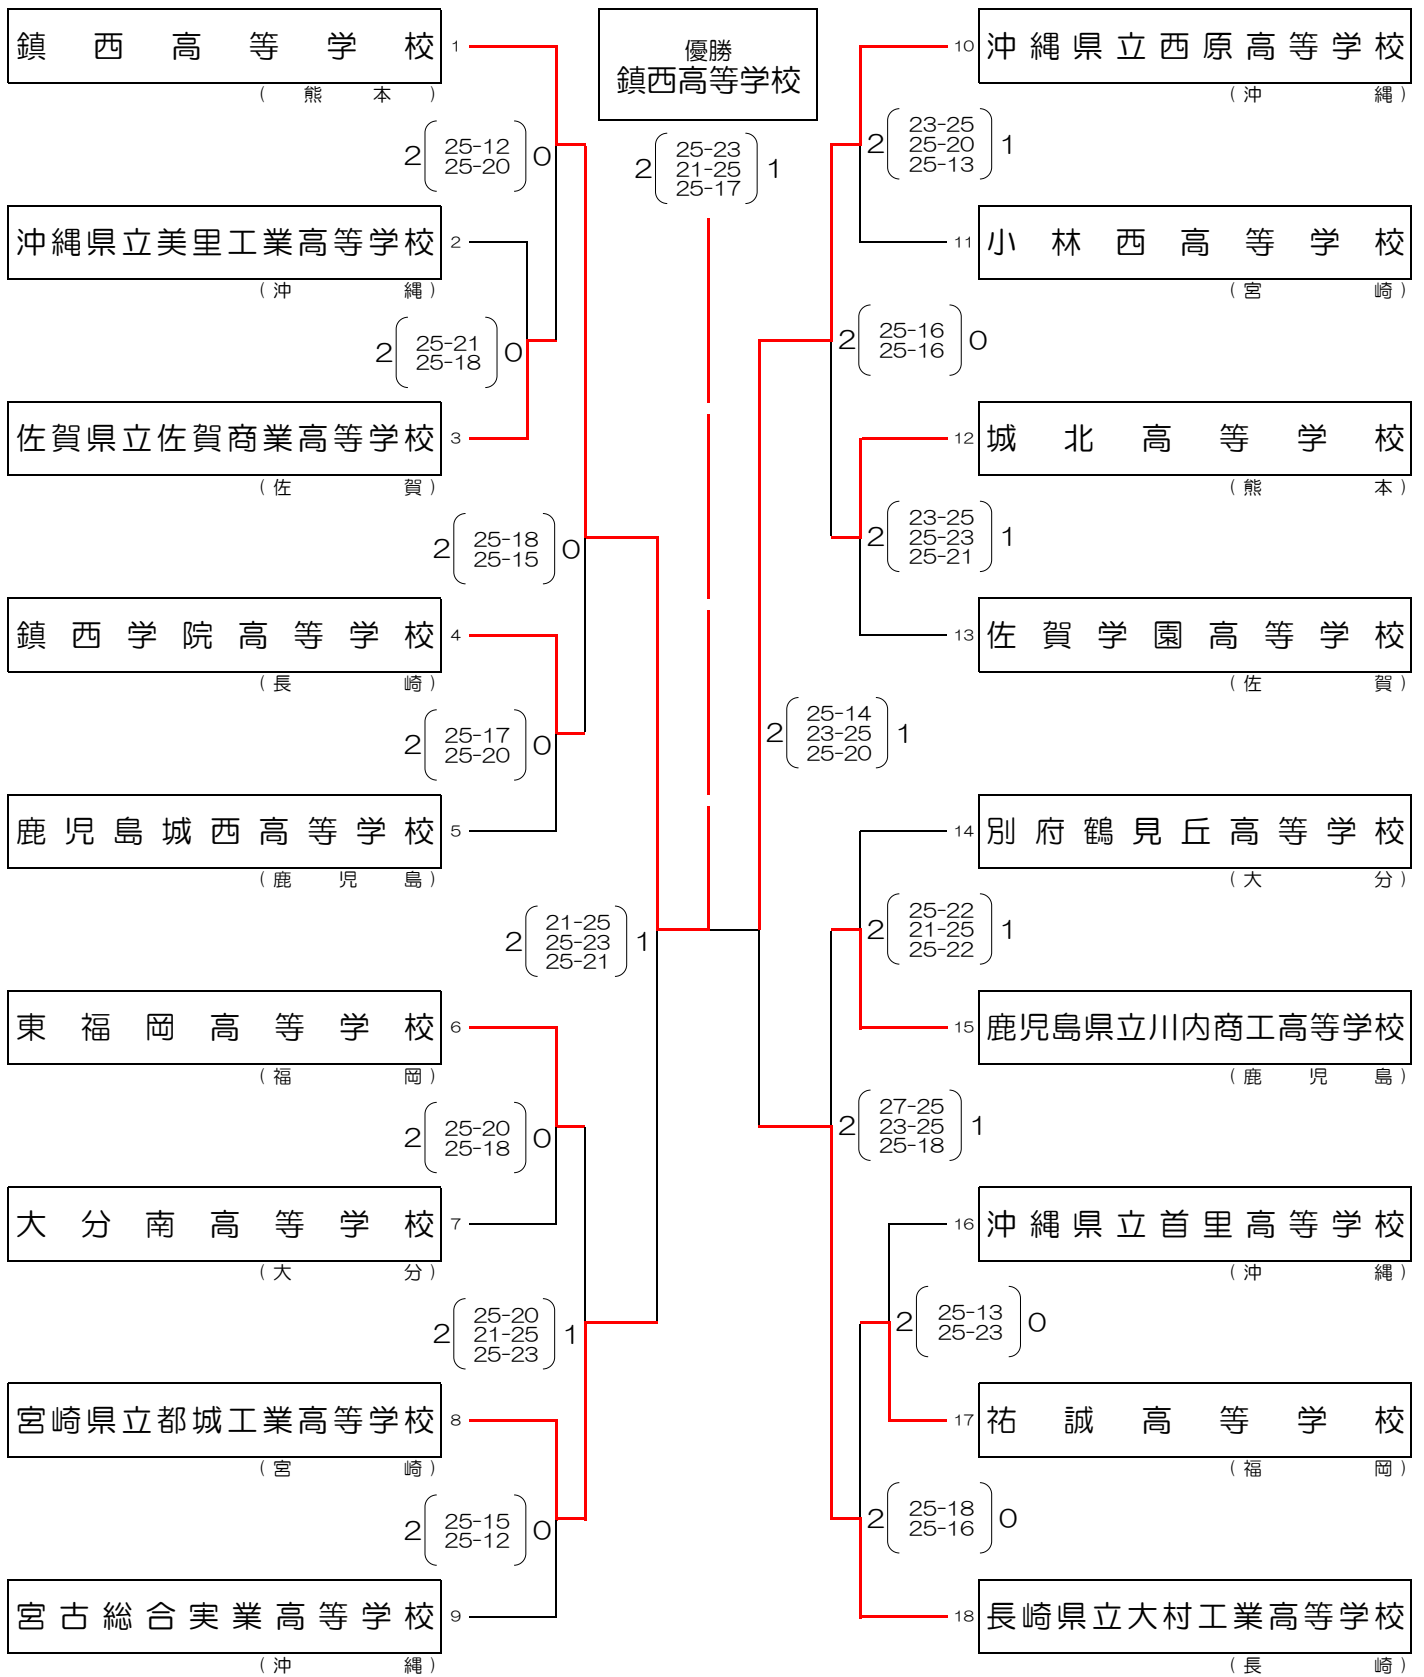 優勝
鎮西高等学校
2 25-23 1
21-25
25-17
鎮西高等学校 1
(熊本)
2 25-12 0
25-20
沖縄県立美里工業高等学校 2
(沖縄)
2 25-21 0
25-18
佐賀県立佐賀商業高等学校 3
(佐賀)
2 25-18 0
25-15
鎮西学院高等学校 4
(長崎)
2 25-17 0
25-20
鹿児島城西高等学校 5
(鹿児島)
2 21-25 1
25-23
25-21
東福岡高等学校 6
(福岡)
2 25-20 0
25-18
大分南高等学校 7
(大分)
2 25-20 1
21-25
25-23
宮崎県立都城工業高等学校 8
(宮崎)
2 25-15 0
25-12
宮古総合実業高等学校 9
(沖縄)
10 沖縄県立西原高等学校
(沖縄)
2 23-25 1
25-20
25-13
11 小林西高等学校
(宮崎)
2 25-16 0
25-16
12 城北高等学校
(熊本)
2 23-25 1
25-23
25-21
13 佐賀学園高等学校
(佐賀)
2 25-14 1
23-25
25-20
14 別府鶴見丘高等学校
(大分)
2 25-22 1
21-25
25-22
15 鹿児島県立川内商工高等学校
(鹿児島)
2 27-25 1
23-25
25-18
16 沖縄県立首里高等学校
(沖縄)
2 25-13 0
25-23
17 祐誠高等学校
(福岡)
2 25-18 0
25-16
18 長崎県立大村工業高等学校
(長崎)